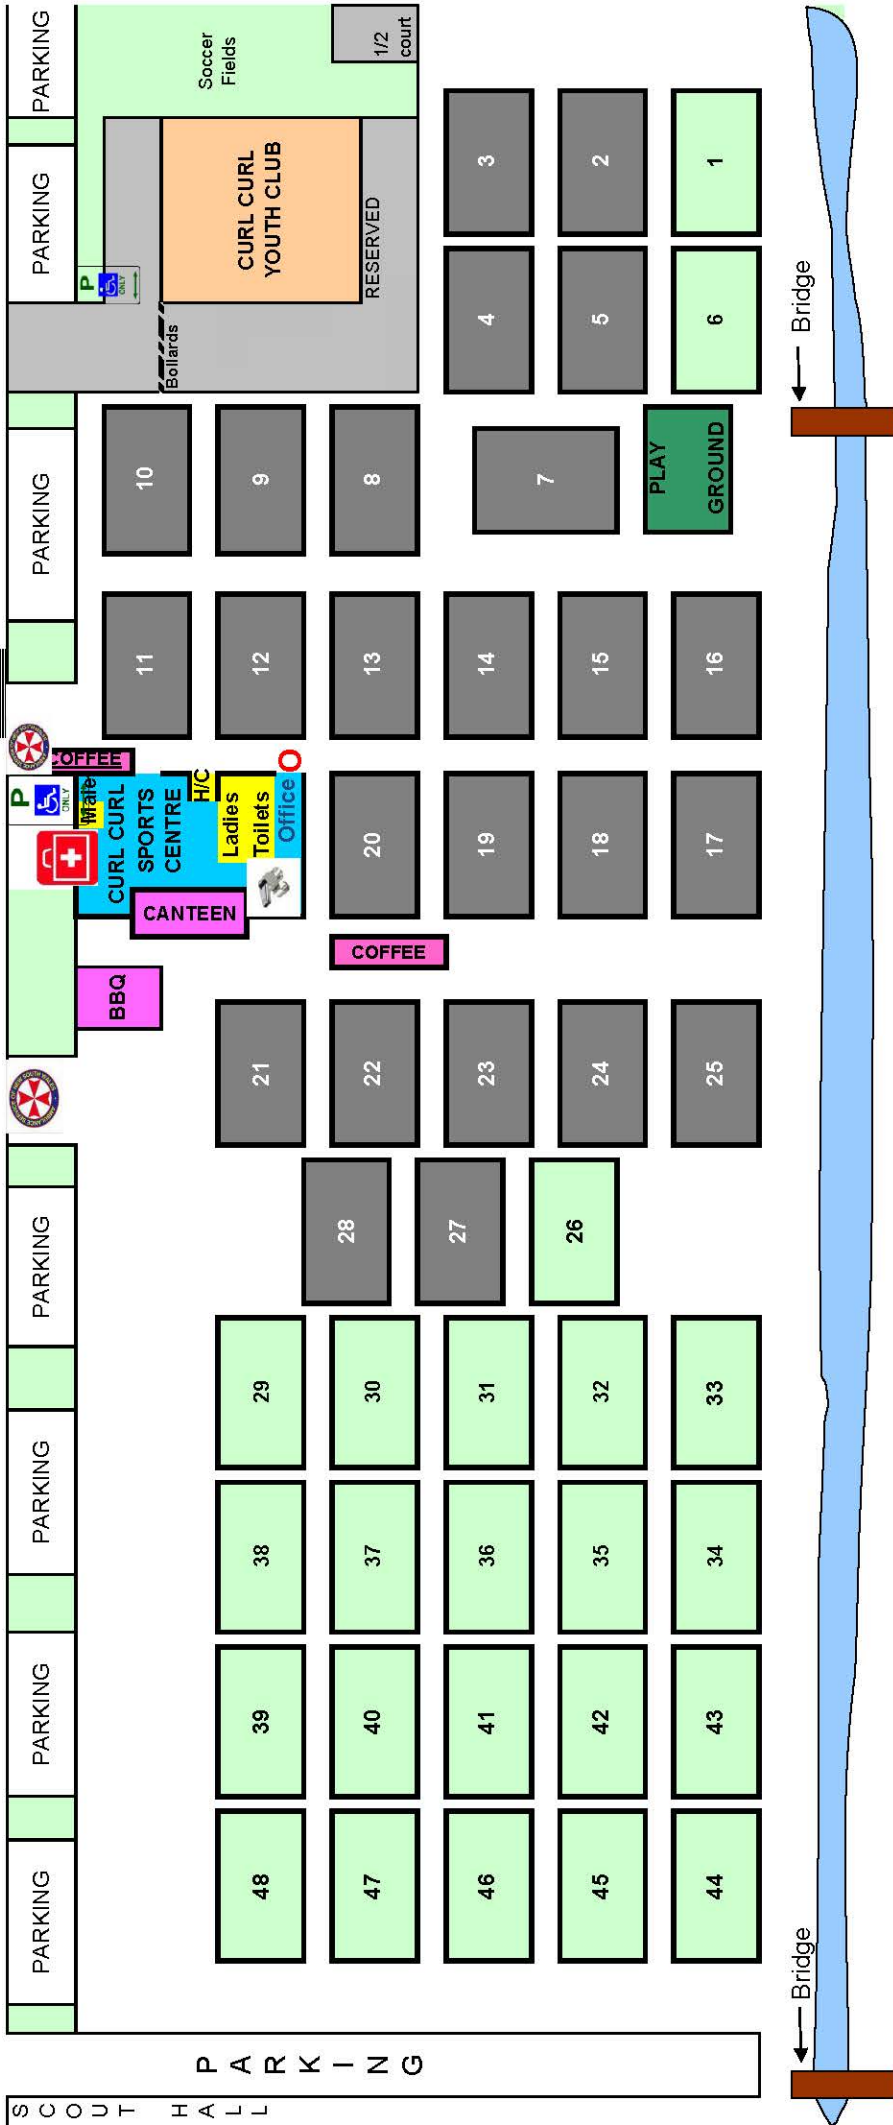 PARKING
PARKING
PARKING
PARKING
PARKING
PARKING
PARKING
Soccer
Fields
1/2
court
CURL CURL
YOUTH CLUB
RESERVED
Bollards
P
ONLY
3
2
1
4
5
6
Bridge
10
9
8
7
PLAY
GROUND
11
12
13
14
15
16
COFFEE
P
ONLY
Male
CURL CURL
SPORTS
CENTRE
H/C
Ladies
Toilets
Office
O
CANTEEN
20
19
18
17
COFFEE
BBQ
21
22
23
24
25
28
27
26
29
30
31
32
33
38
37
36
35
34
39
40
41
42
43
48
47
46
45
44
Bridge
PARKING
SCOUT HALL